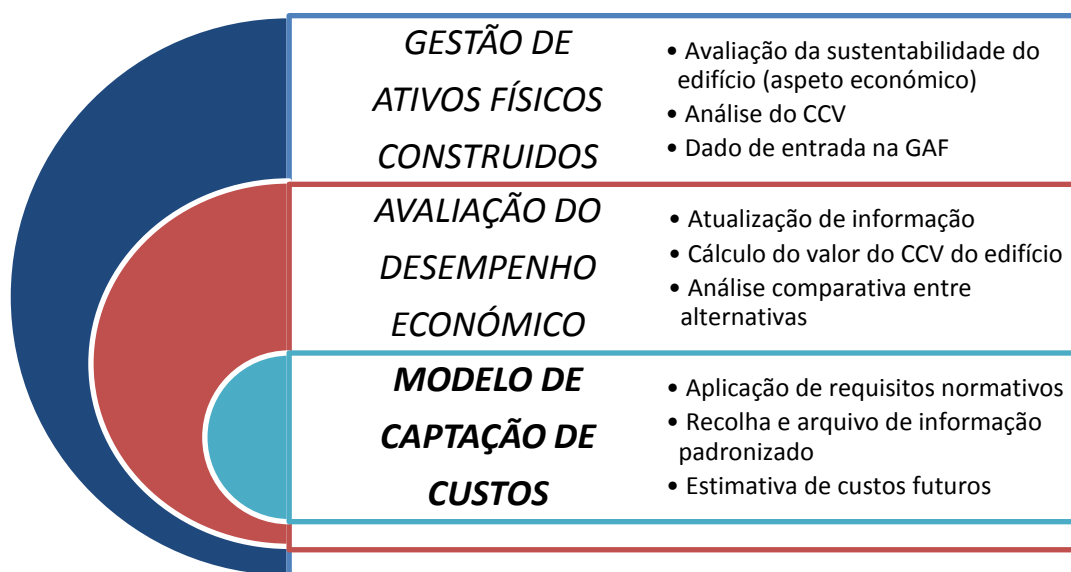 GESTÃO DE
ATIVOS FÍSICOS
CONSTRUIDOS
• Avaliação da sustentabilidade do
edifício (aspeto económico)
• Análise do CCV
• Dado de entrada na GAF
AVALIAÇÃO DO
DESEMPENHO
ECONÓMICO
• Atualização de informação
• Cálculo do valor do CCV do edifício
• Análise comparativa entre
alternativas
MODELO DE
CAPTAÇÃO DE
CUSTOS
• Aplicação de requisitos normativos
• Recolha e arquivo de informação
padronizado
• Estimativa de custos futuros